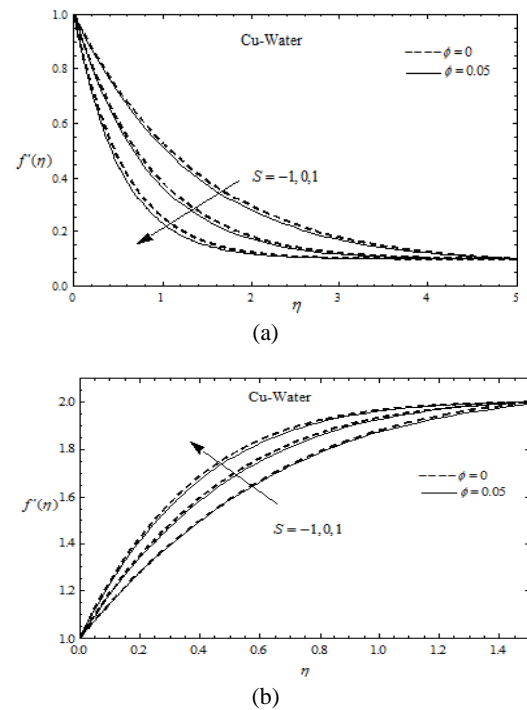 Cu-Water
ϕ = 0
ϕ = 0.05
1.0
0.8
0.6
0.4
0.2
0.0
f'(η)
S = −1, 0, 1
0 1 2 3 4 5
η
(a)
Cu-Water
2.0
1.8
1.6
1.4
1.2
1.0
f'(η)
ϕ = 0
ϕ = 0.05
S = −1, 0, 1
0.0 0.2 0.4 0.6 0.8 1.0 1.2 1.4
η
(b)